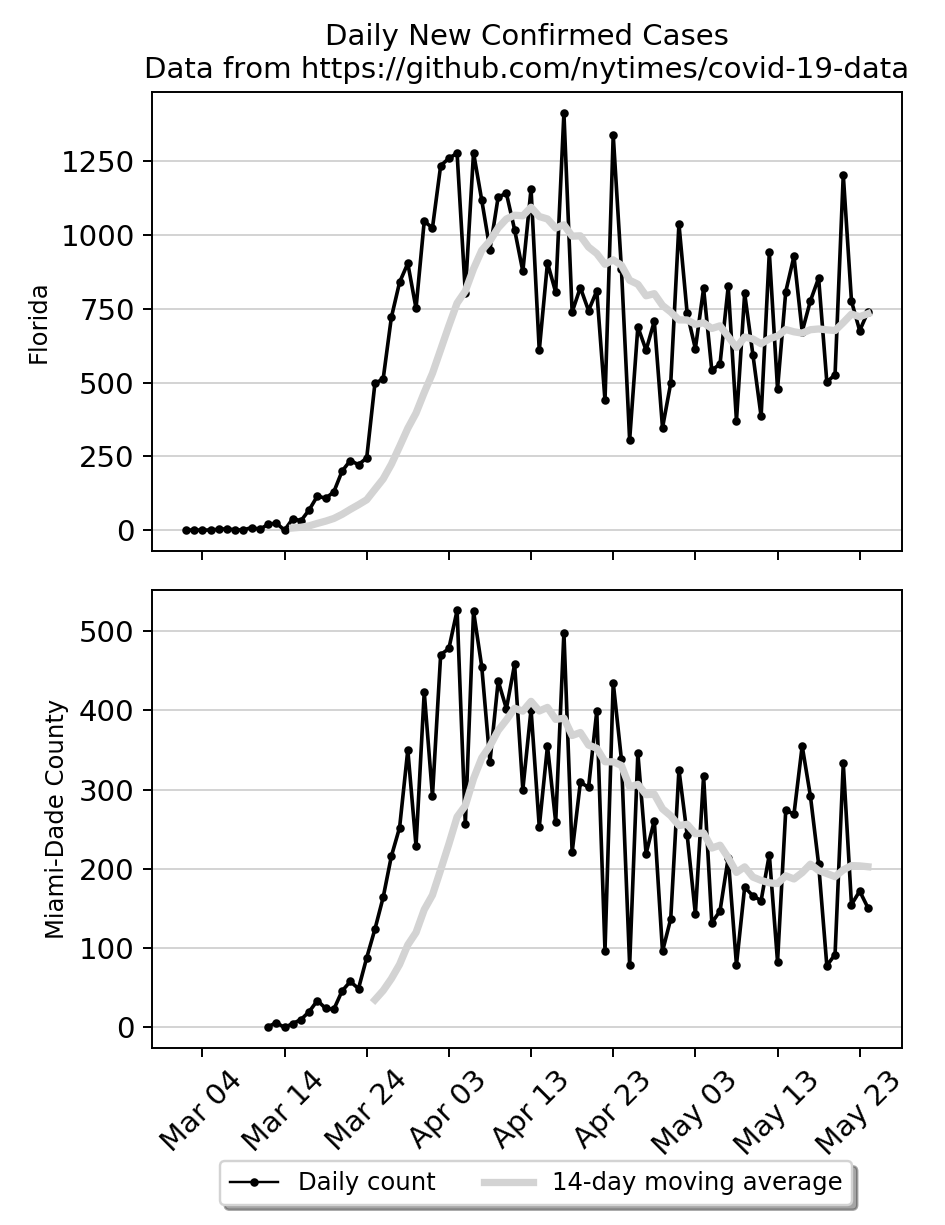 Daily New Confirmed Cases
Data from https://github.com/nytimes/covid-19-data
Florida
1250
1000
750
500
250
0
Miami-Dade County
500
400
300
200
100
0
Mar 04
Mar 14
Mar 24
Apr 03
Apr 13
Apr 23
May 03
May 13
May 23
Daily count
14-day moving average